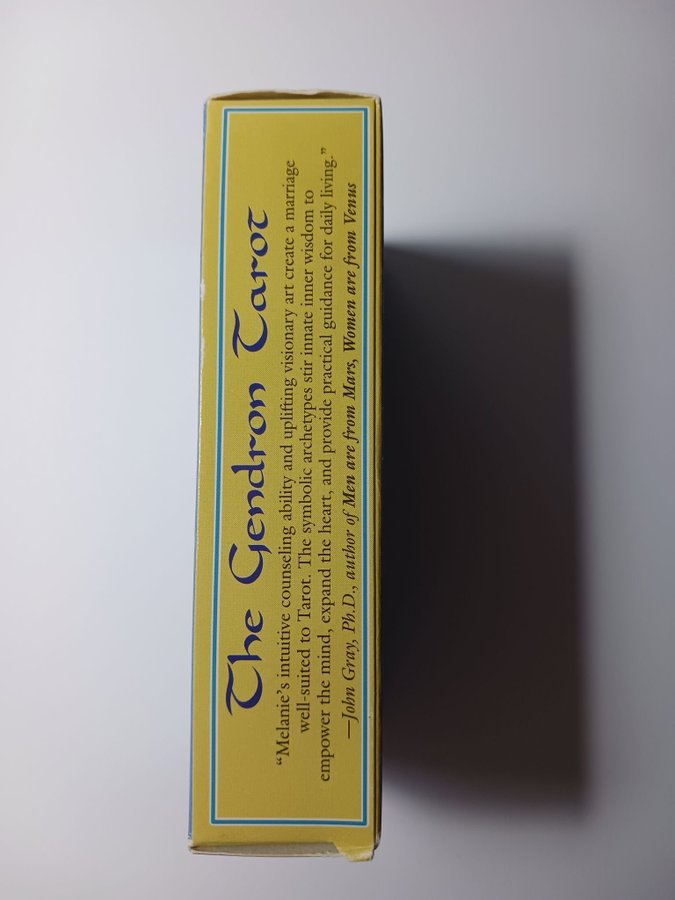 The Gendron Tarot
“Melanie’s intuitive counseling ability and uplifting visionary art create a marriage
well-suited to Tarot. The symbolic archetypes stir innate inner wisdom to
empower the mind, expand the heart, and provide practical guidance for daily living.”
—John Gray, Ph.D., author of Men are from Mars, Women are from Venus